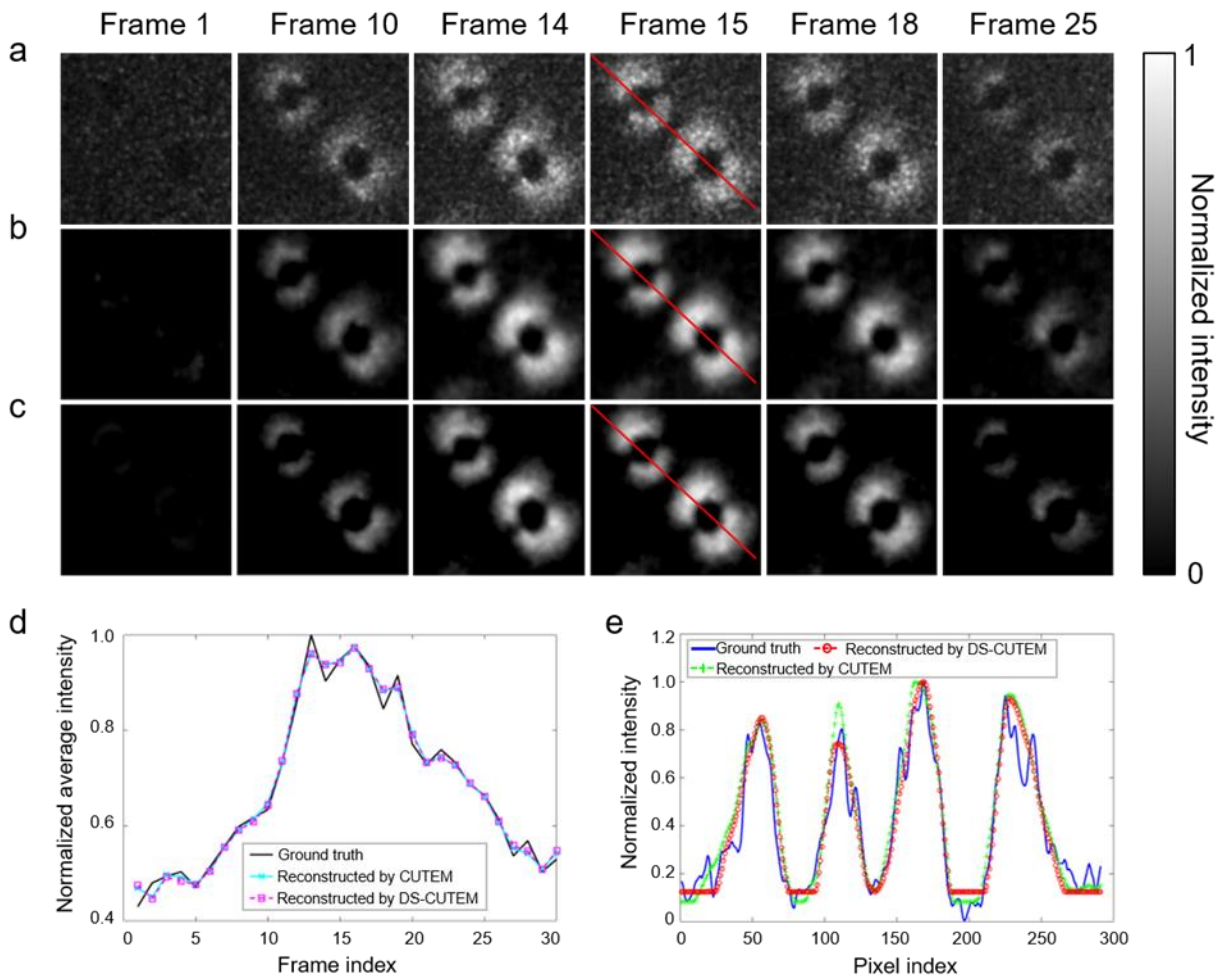 Frame 1 Frame 10 Frame 14 Frame 15 Frame 18 Frame 25
a
b
c
1
Normalized intensity
0
d
Normalized average intensity
1.0
0.8
0.6
0.4
Ground truth
Reconstructed by CUTEM
Reconstructed by DS-CUTEM
0 5 10 15 20 25 30
Frame index
e
Normalized intensity
1.2
1.0
0.8
0.6
0.4
0.2
0
Ground truth Reconstructed by DS-CUTEM
Reconstructed by CUTEM
0 50 100 150 200 250 300
Pixel index